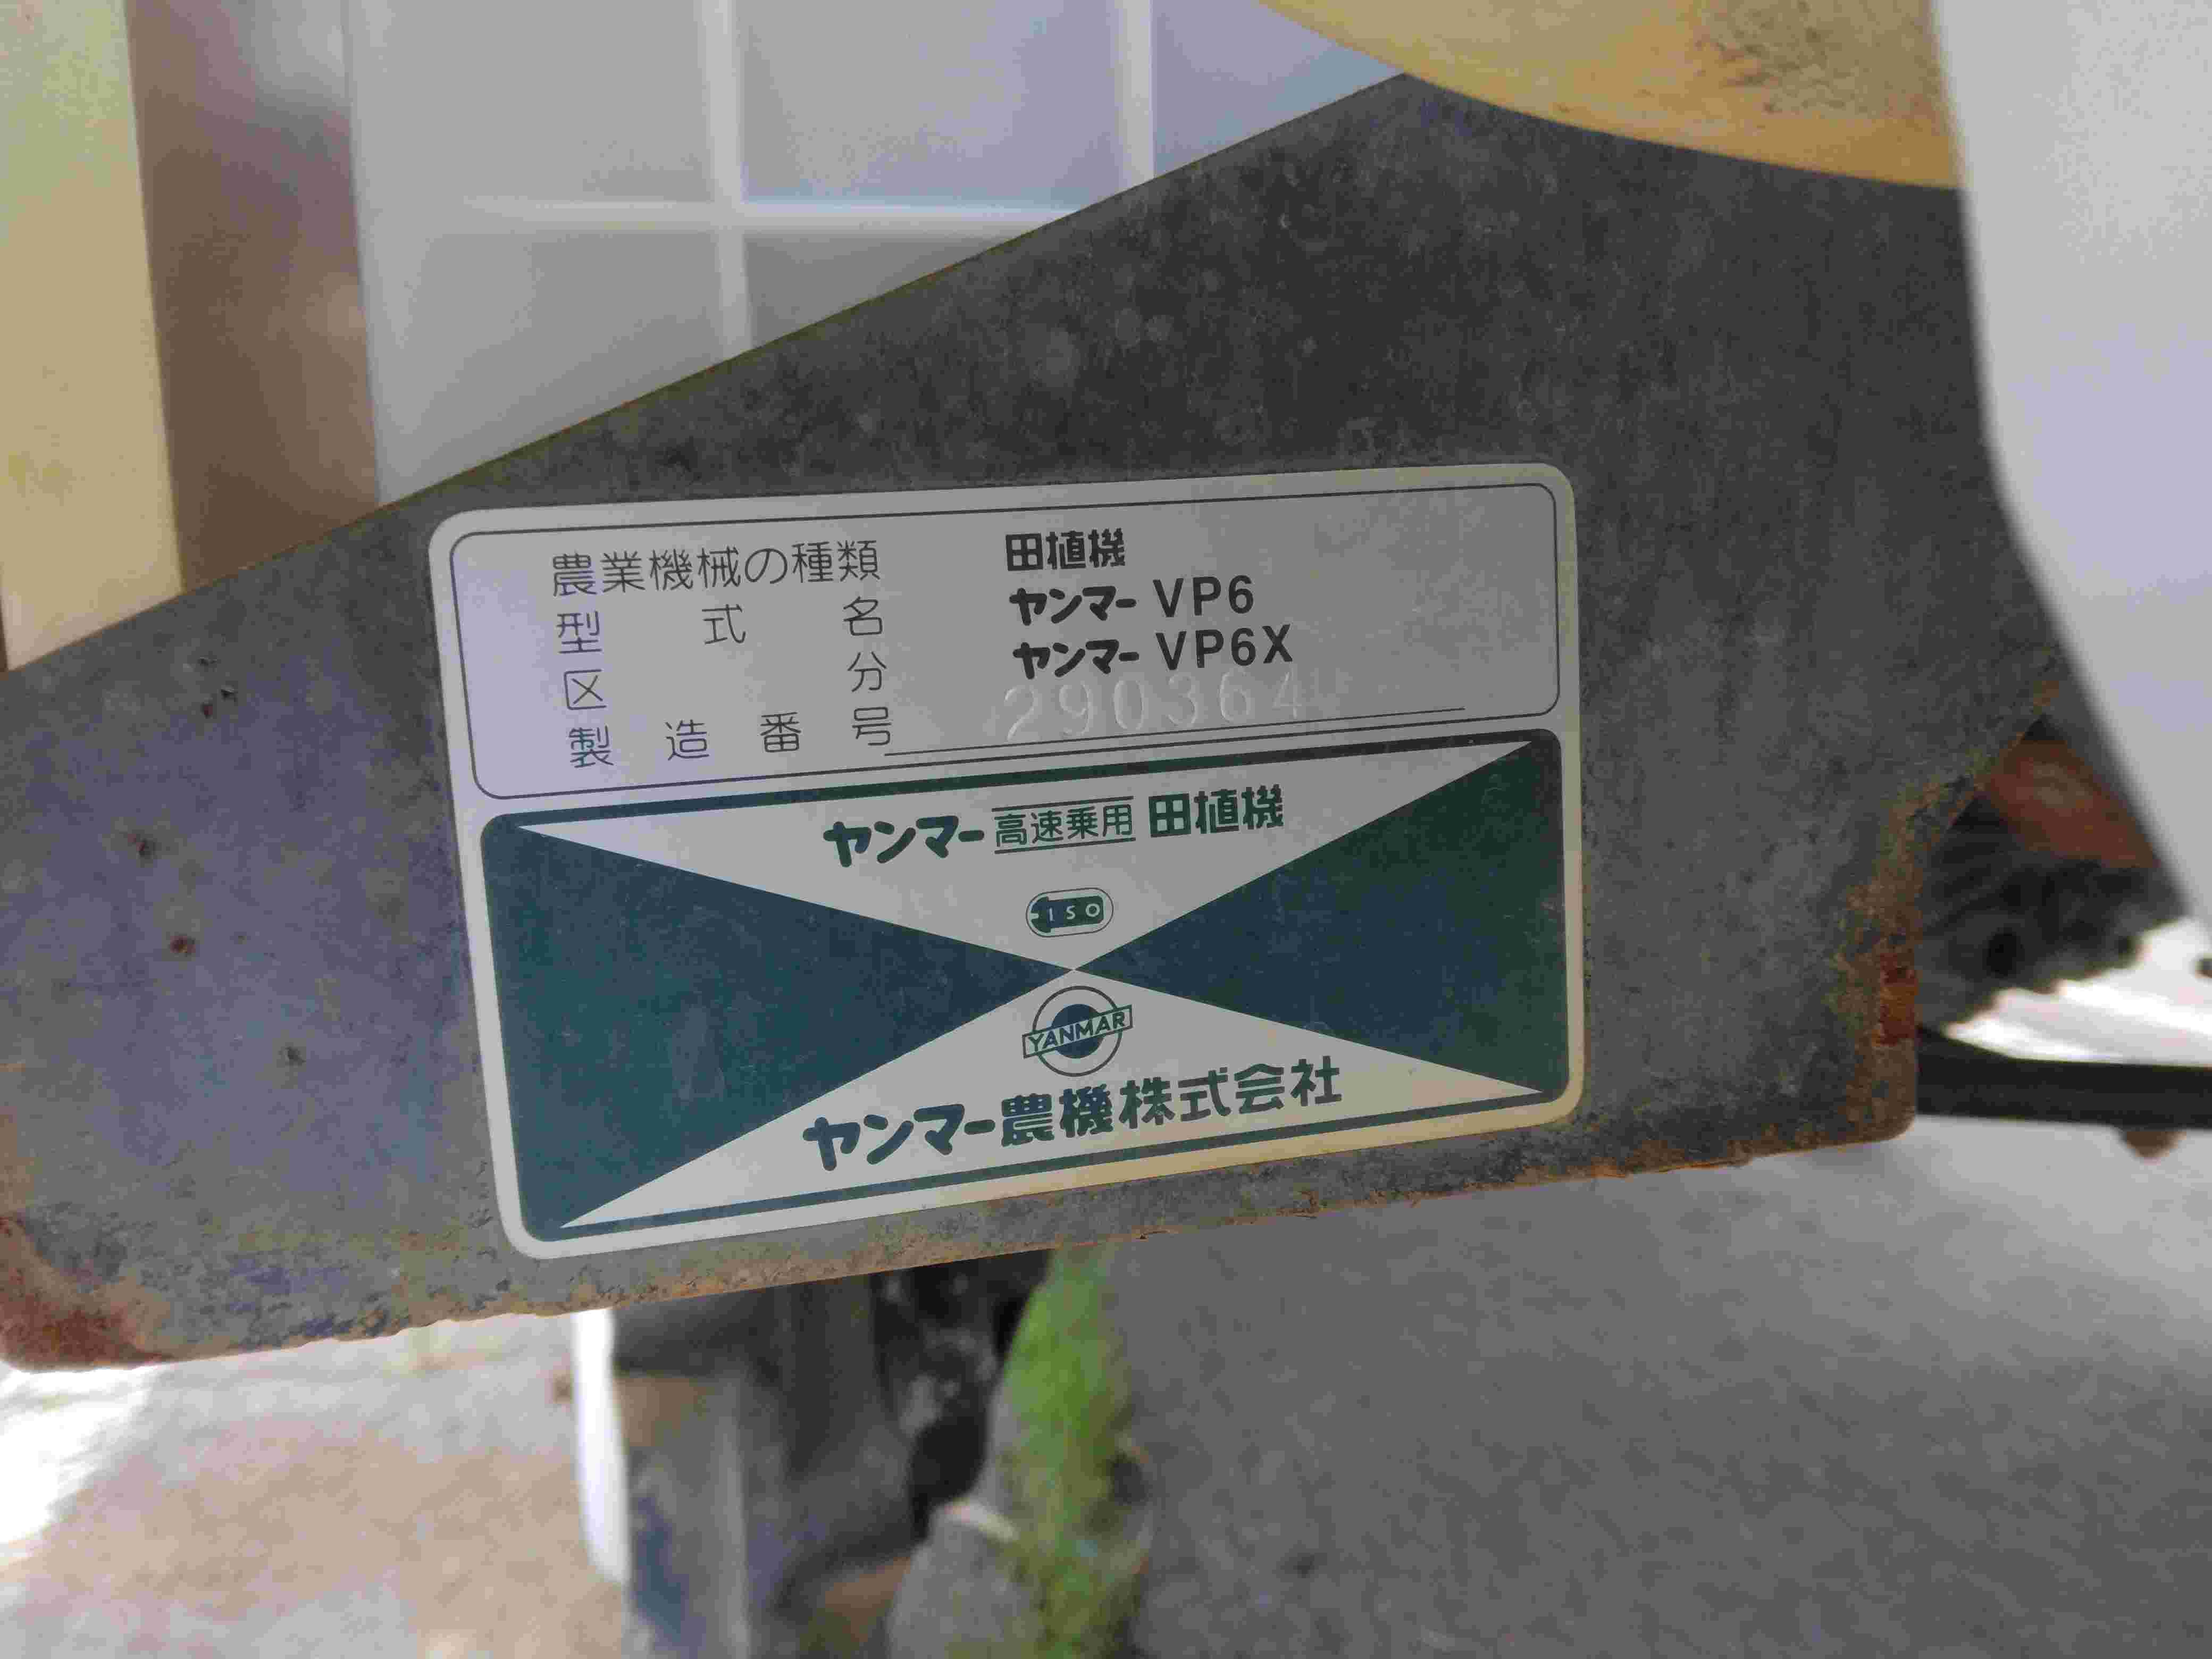 農業機械の種類 田植機
型式名 ヤンマー VP6
区分 ヤンマー VP6X
製造番号 290364
ヤンマー高速乗用田植機
ISO
YANMAR
ヤンマー農機株式会社